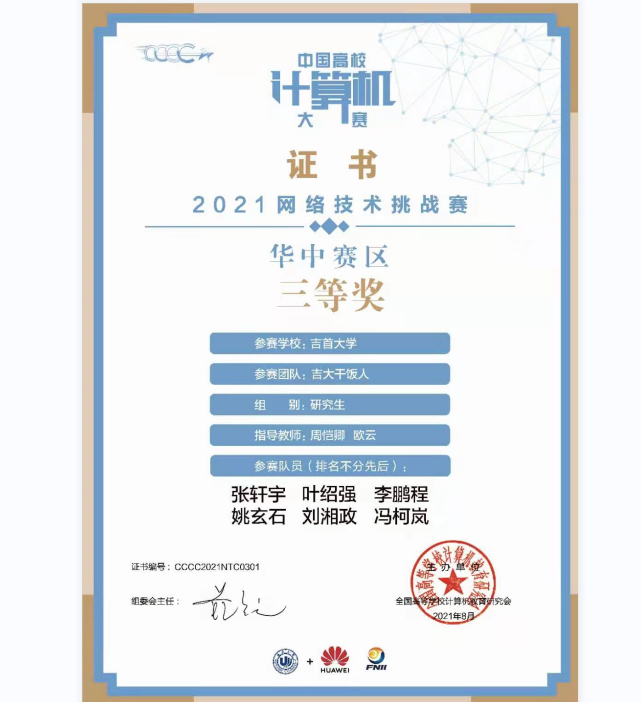 CCCC
中国高校
计算机
大赛
证书
2021网络技术挑战赛
华中赛区
三等奖
参赛学校：吉首大学
参赛团队：吉大干饭人
组 别：研究生
指导教师：周恺卿 欧云
参赛队员（排名不分先后）：
张轩宇 叶绍强 李鹏程
姚玄石 刘湘政 冯柯岚
证书编号：CCCC2021NTC0301
主办单位
组委会主任：
全国高等学校计算机教育研究会
2021年8月
+
HUAWEI
FNII